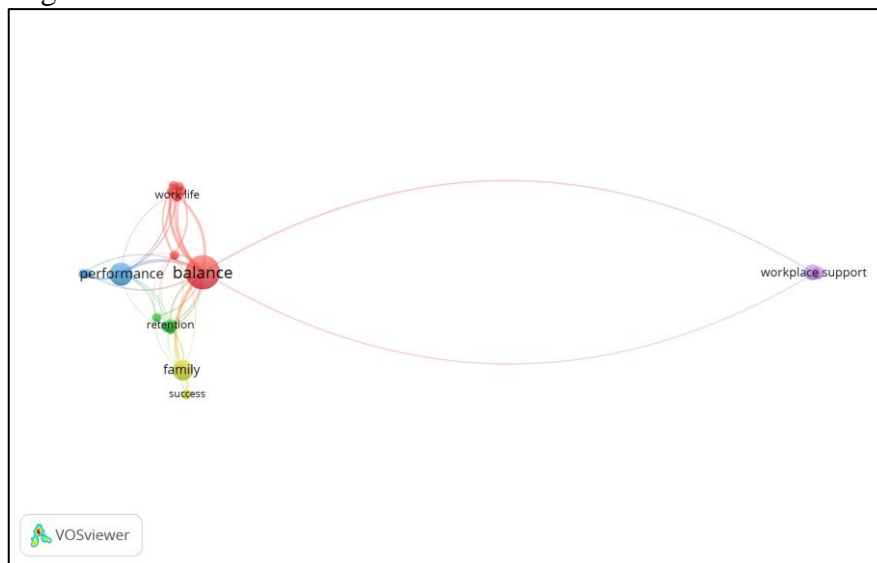 work life
performance
balance
workplace support
retention
family
success
VOSviewer